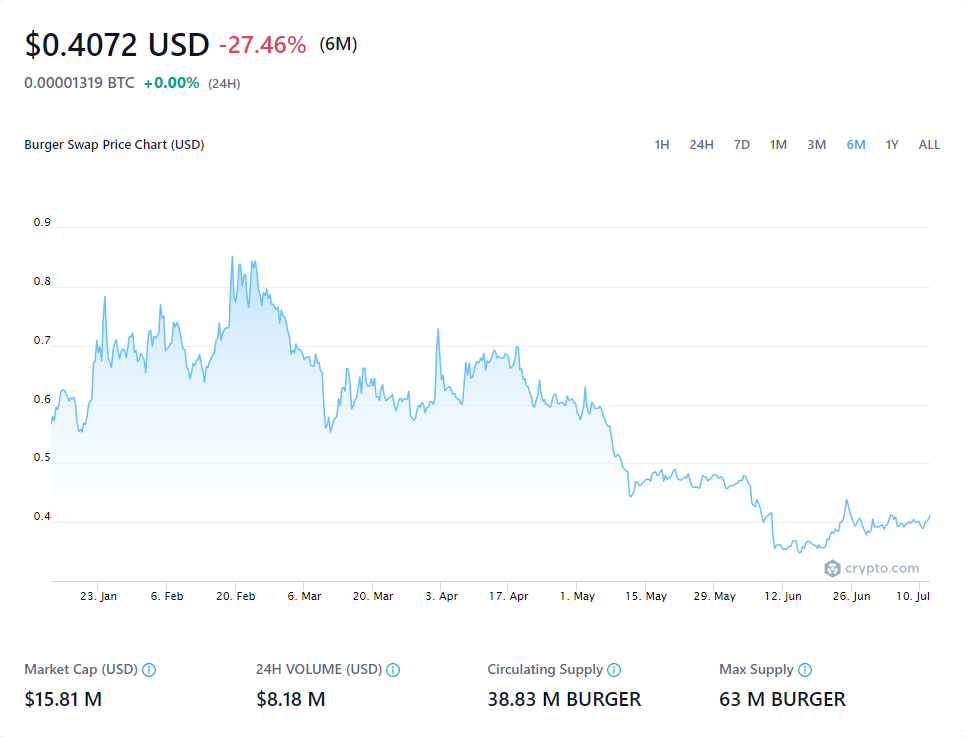 $0.4072 USD -27.46% (6M)
0.00001319 BTC +0.00% (24H)
Burger Swap Price Chart (USD) 1H 24H 7D 1M 3M 6M 1Y ALL
0.9
0.8
0.7
0.6
0.5
0.4
crypto.com
23. Jan 6. Feb 20. Feb 6. Mar 20. Mar 3. Apr 17. Apr 1. May 15. May 29. May 12. Jun 26. Jun 10. Jul
Market Cap (USD) 24H VOLUME (USD) Circulating Supply Max Supply
$15.81 M $8.18 M 38.83 M BURGER 63 M BURGER